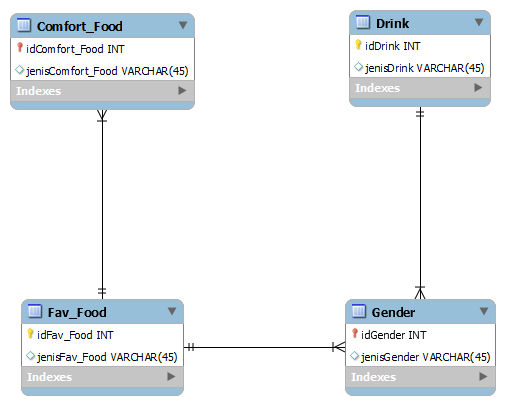 Comfort_Food
idComfort_Food INT
jenisComfort_Food VARCHAR(45)
Indexes
Drink
idDrink INT
jenisDrink VARCHAR(45)
Indexes
Fav_Food
idFav_Food INT
jenisFav_Food VARCHAR(45)
Indexes
Gender
idGender INT
jenisGender VARCHAR(45)
Indexes